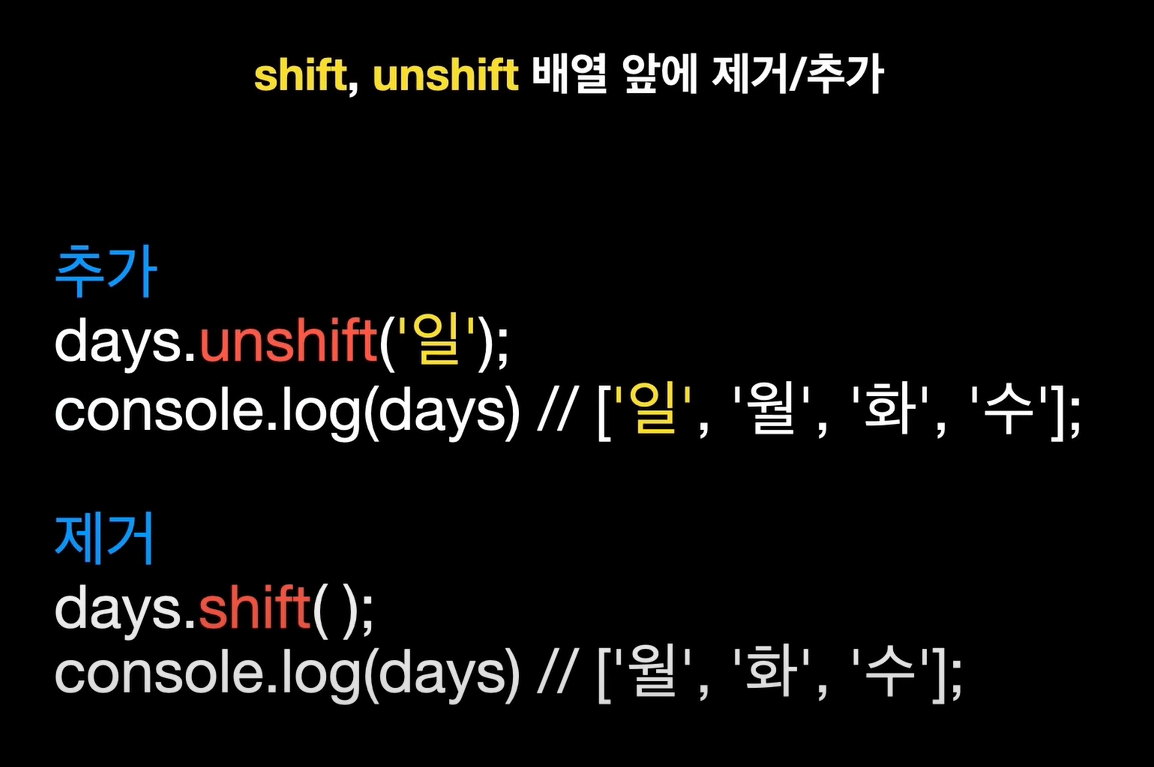 shift, unshift 배열 앞에 제거/추가
추가
days.unshift('일');
console.log(days) // ['일', '월', '화', '수'];
제거
days.shift( );
console.log(days) // ['월', '화', '수'];